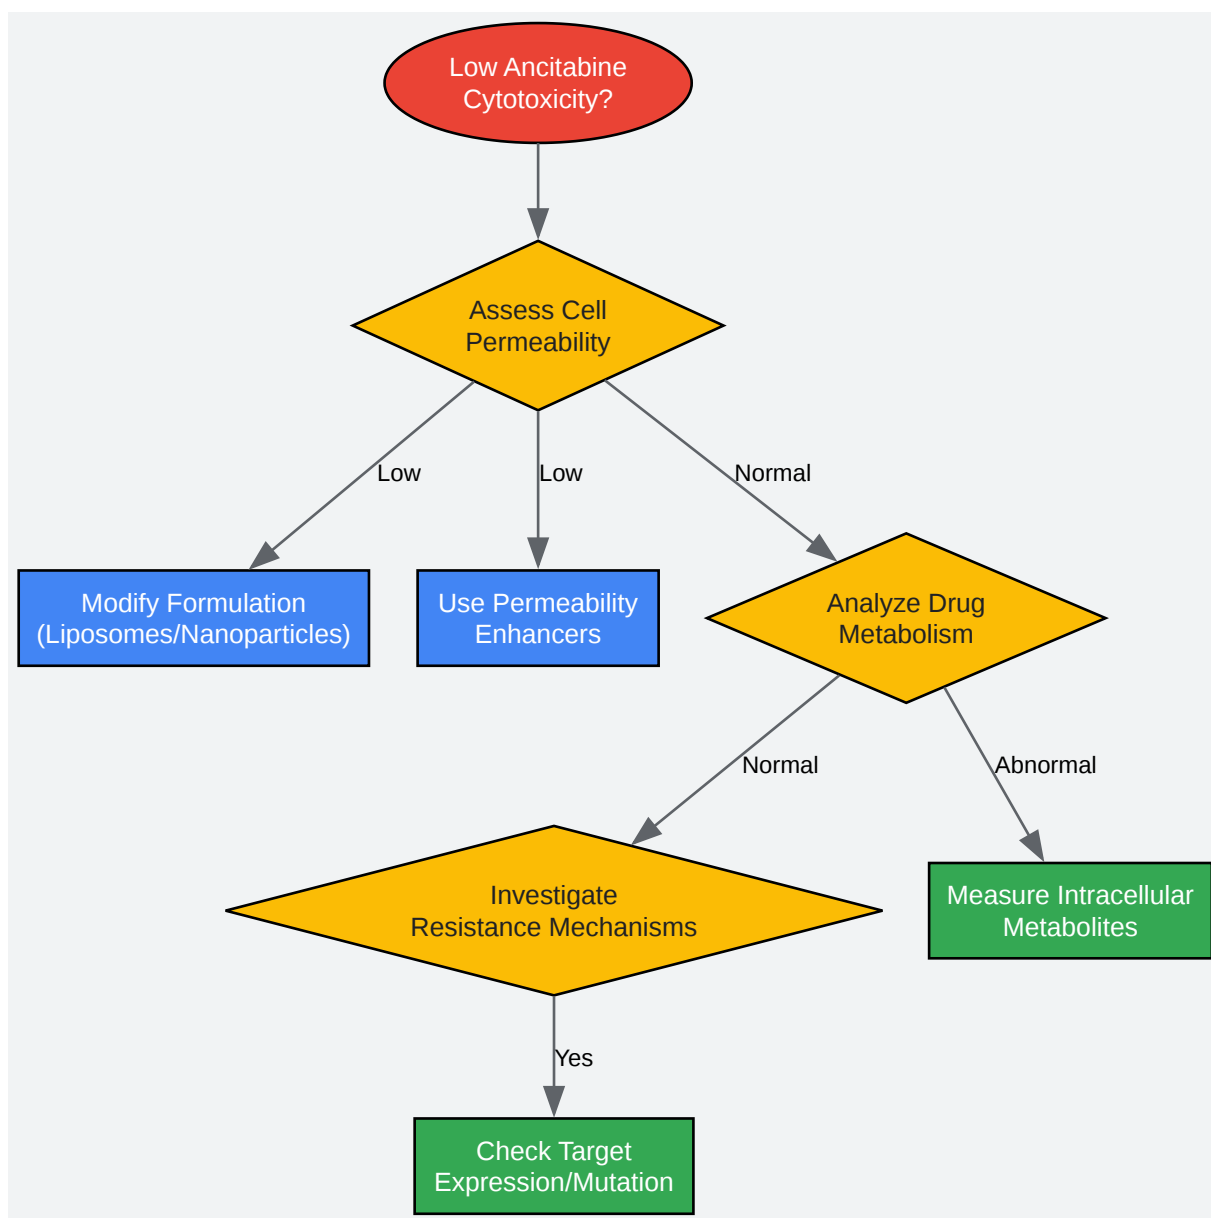 Low Ancitabine
Cytotoxicity?
Assess Cell
Permeability
Low
Low
Normal
Modify Formulation
(Liposomes/Nanoparticles)
Use Permeability
Enhancers
Analyze Drug
Metabolism
Normal
Abnormal
Investigate
Resistance Mechanisms
Measure Intracellular
Metabolites
Yes
Check Target
Expression/Mutation